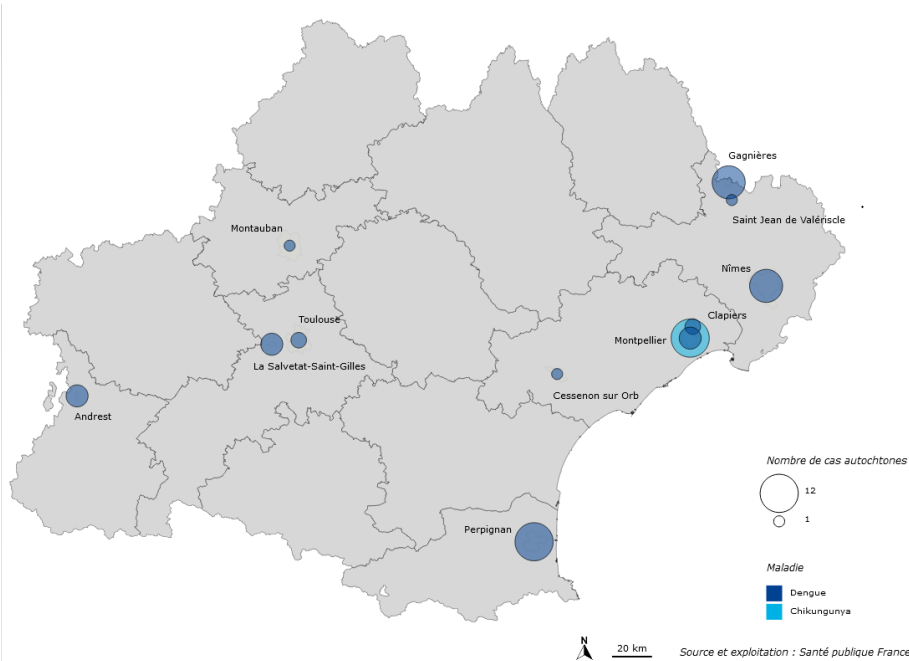 Gagnières
Saint Jean de Valériscle
Montauban
Nîmes
Toulouse
Clapiers
Montpellier
La Salvetat-Saint-Gilles
Cessenon sur Orb
Andrest
Nombre de cas autochtones
12
1
Perpignan
Maladie
Dengue
Chikungunya
N
20 km
Source et exploitation : Santé publique France